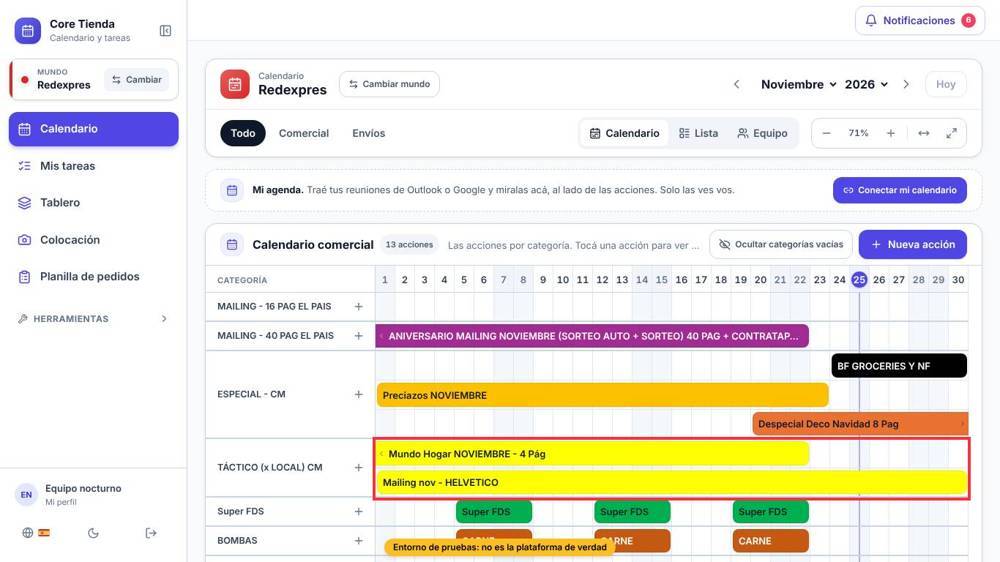 Core Tienda
Calendario y tareas
MUNDO
Redexpres
Cambiar
Calendario
Mis tareas
Tablero
Colocación
Planilla de pedidos
HERRAMIENTAS
EN
Equipo nocturno
Mi perfil
Notificaciones 6
Calendario
Redexpres
Cambiar mundo
Noviembre 2026
Hoy
Todo Comercial Envíos
Calendario Lista Equipo
71%
Mi agenda. Traé tus reuniones de Outlook o Google y miralas acá, al lado de las acciones. Solo las ves vos.
Conectar mi calendario
Calendario comercial 13 acciones Las acciones por categoría. Tocá una acción para ver ...
Ocultar categorías vacías
+ Nueva acción
CATEGORÍA 1 2 3 4 5 6 7 8 9 10 11 12 13 14 15 16 17 18 19 20 21 22 23 24 25 26 27 28 29 30
MAILING - 16 PAG EL PAIS +
MAILING - 40 PAG EL PAIS + ANIVERSARIO MAILING NOVIEMBRE (SORTEO AUTO + SORTEO) 40 PAG + CONTRATAP...
BF GROCERIES Y NF
ESPECIAL - CM + Preciazos NOVIEMBRE
Despecial Deco Navidad 8 Pag
Mundo Hogar NOVIEMBRE - 4 Pág
TÁCTICO (x LOCAL) CM +
Mailing nov - HELVETICO
Super FDS + Super FDS Super FDS Super FDS
BOMBAS + CARNE CARNE
Entorno de pruebas: no es la plataforma de verdad